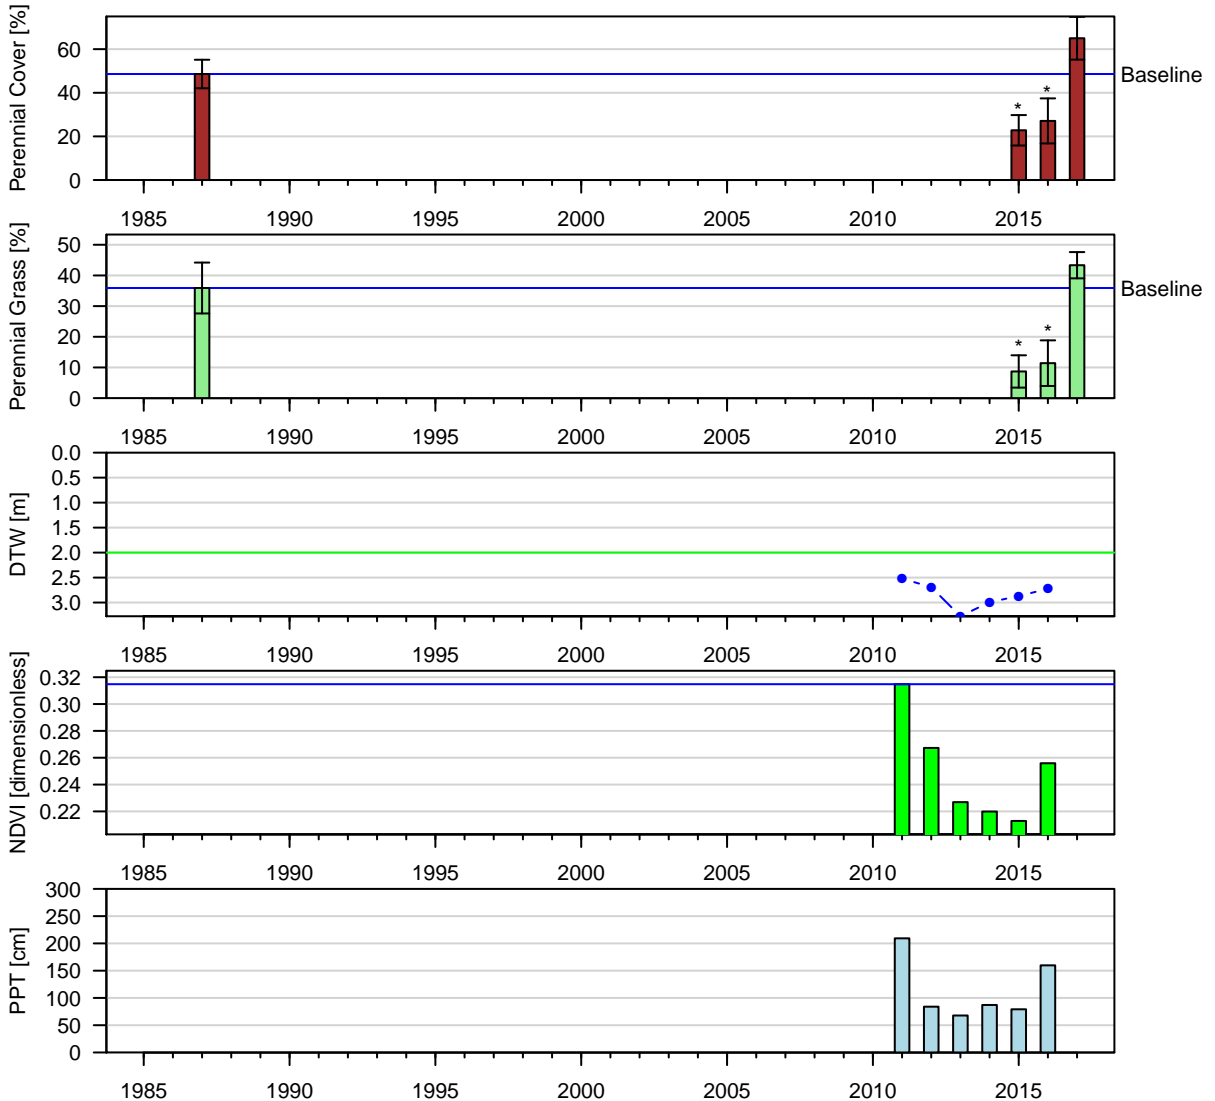 Perennial Cover [%]
60
40
20
0
* *
Baseline
1985 1990 1995 2000 2005 2010 2015
Perennial Grass [%]
50
40
30
20
10
0
* *
Baseline
1985 1990 1995 2000 2005 2010 2015
DTW [m]
0.0
0.5
1.0
1.5
2.0
2.5
3.0
1985 1990 1995 2000 2005 2010 2015
NDVI [dimensionless]
0.32
0.30
0.28
0.26
0.24
0.22
1985 1990 1995 2000 2005 2010 2015
PPT [cm]
300
250
200
150
100
50
0
1985 1990 1995 2000 2005 2010 2015